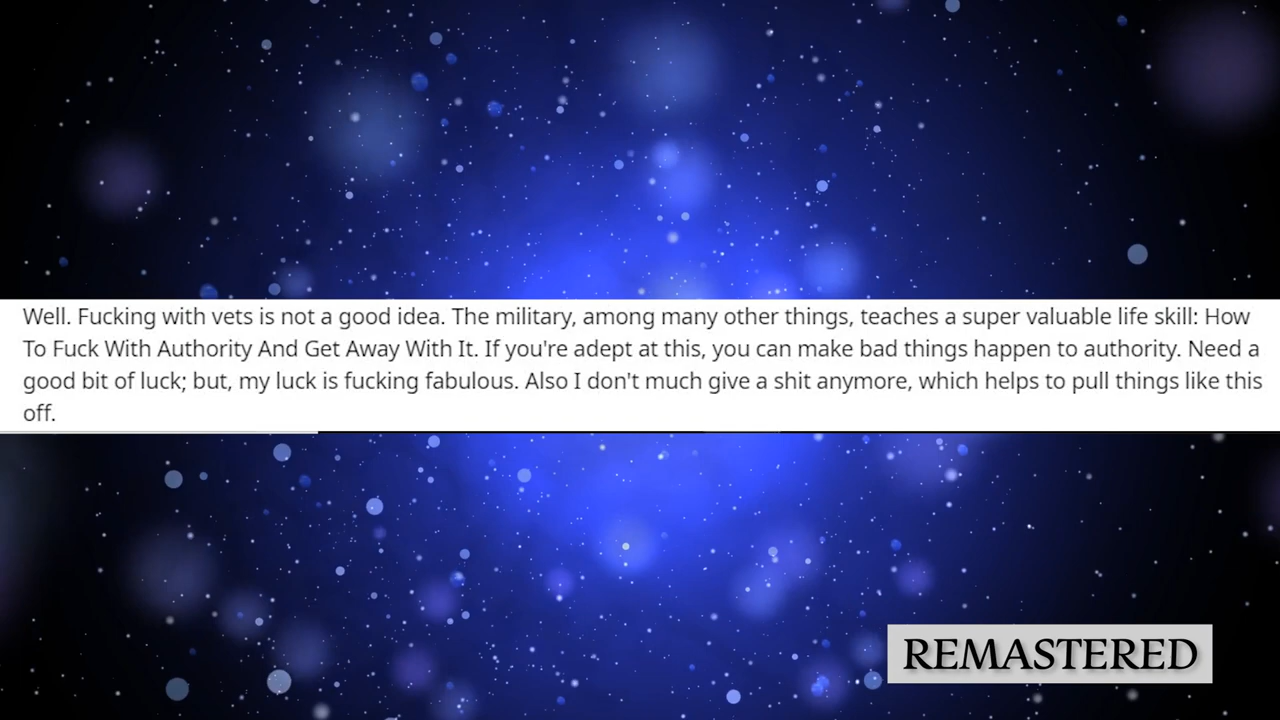 Well. Fucking with vets is not a good idea. The military, among many other things, teaches a super valuable life skill: How
To Fuck With Authority And Get Away With It. If you're adept at this, you can make bad things happen to authority. Need a
good bit of luck; but, my luck is fucking fabulous. Also I don't much give a shit anymore, which helps to pull things like this
off.
REMASTERED